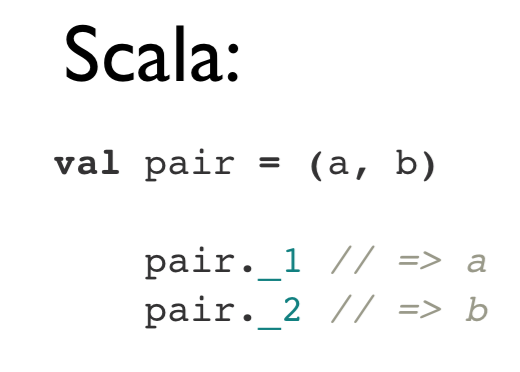 Scala:
val pair = (a, b)
pair._1 // => a
pair._2 // => b